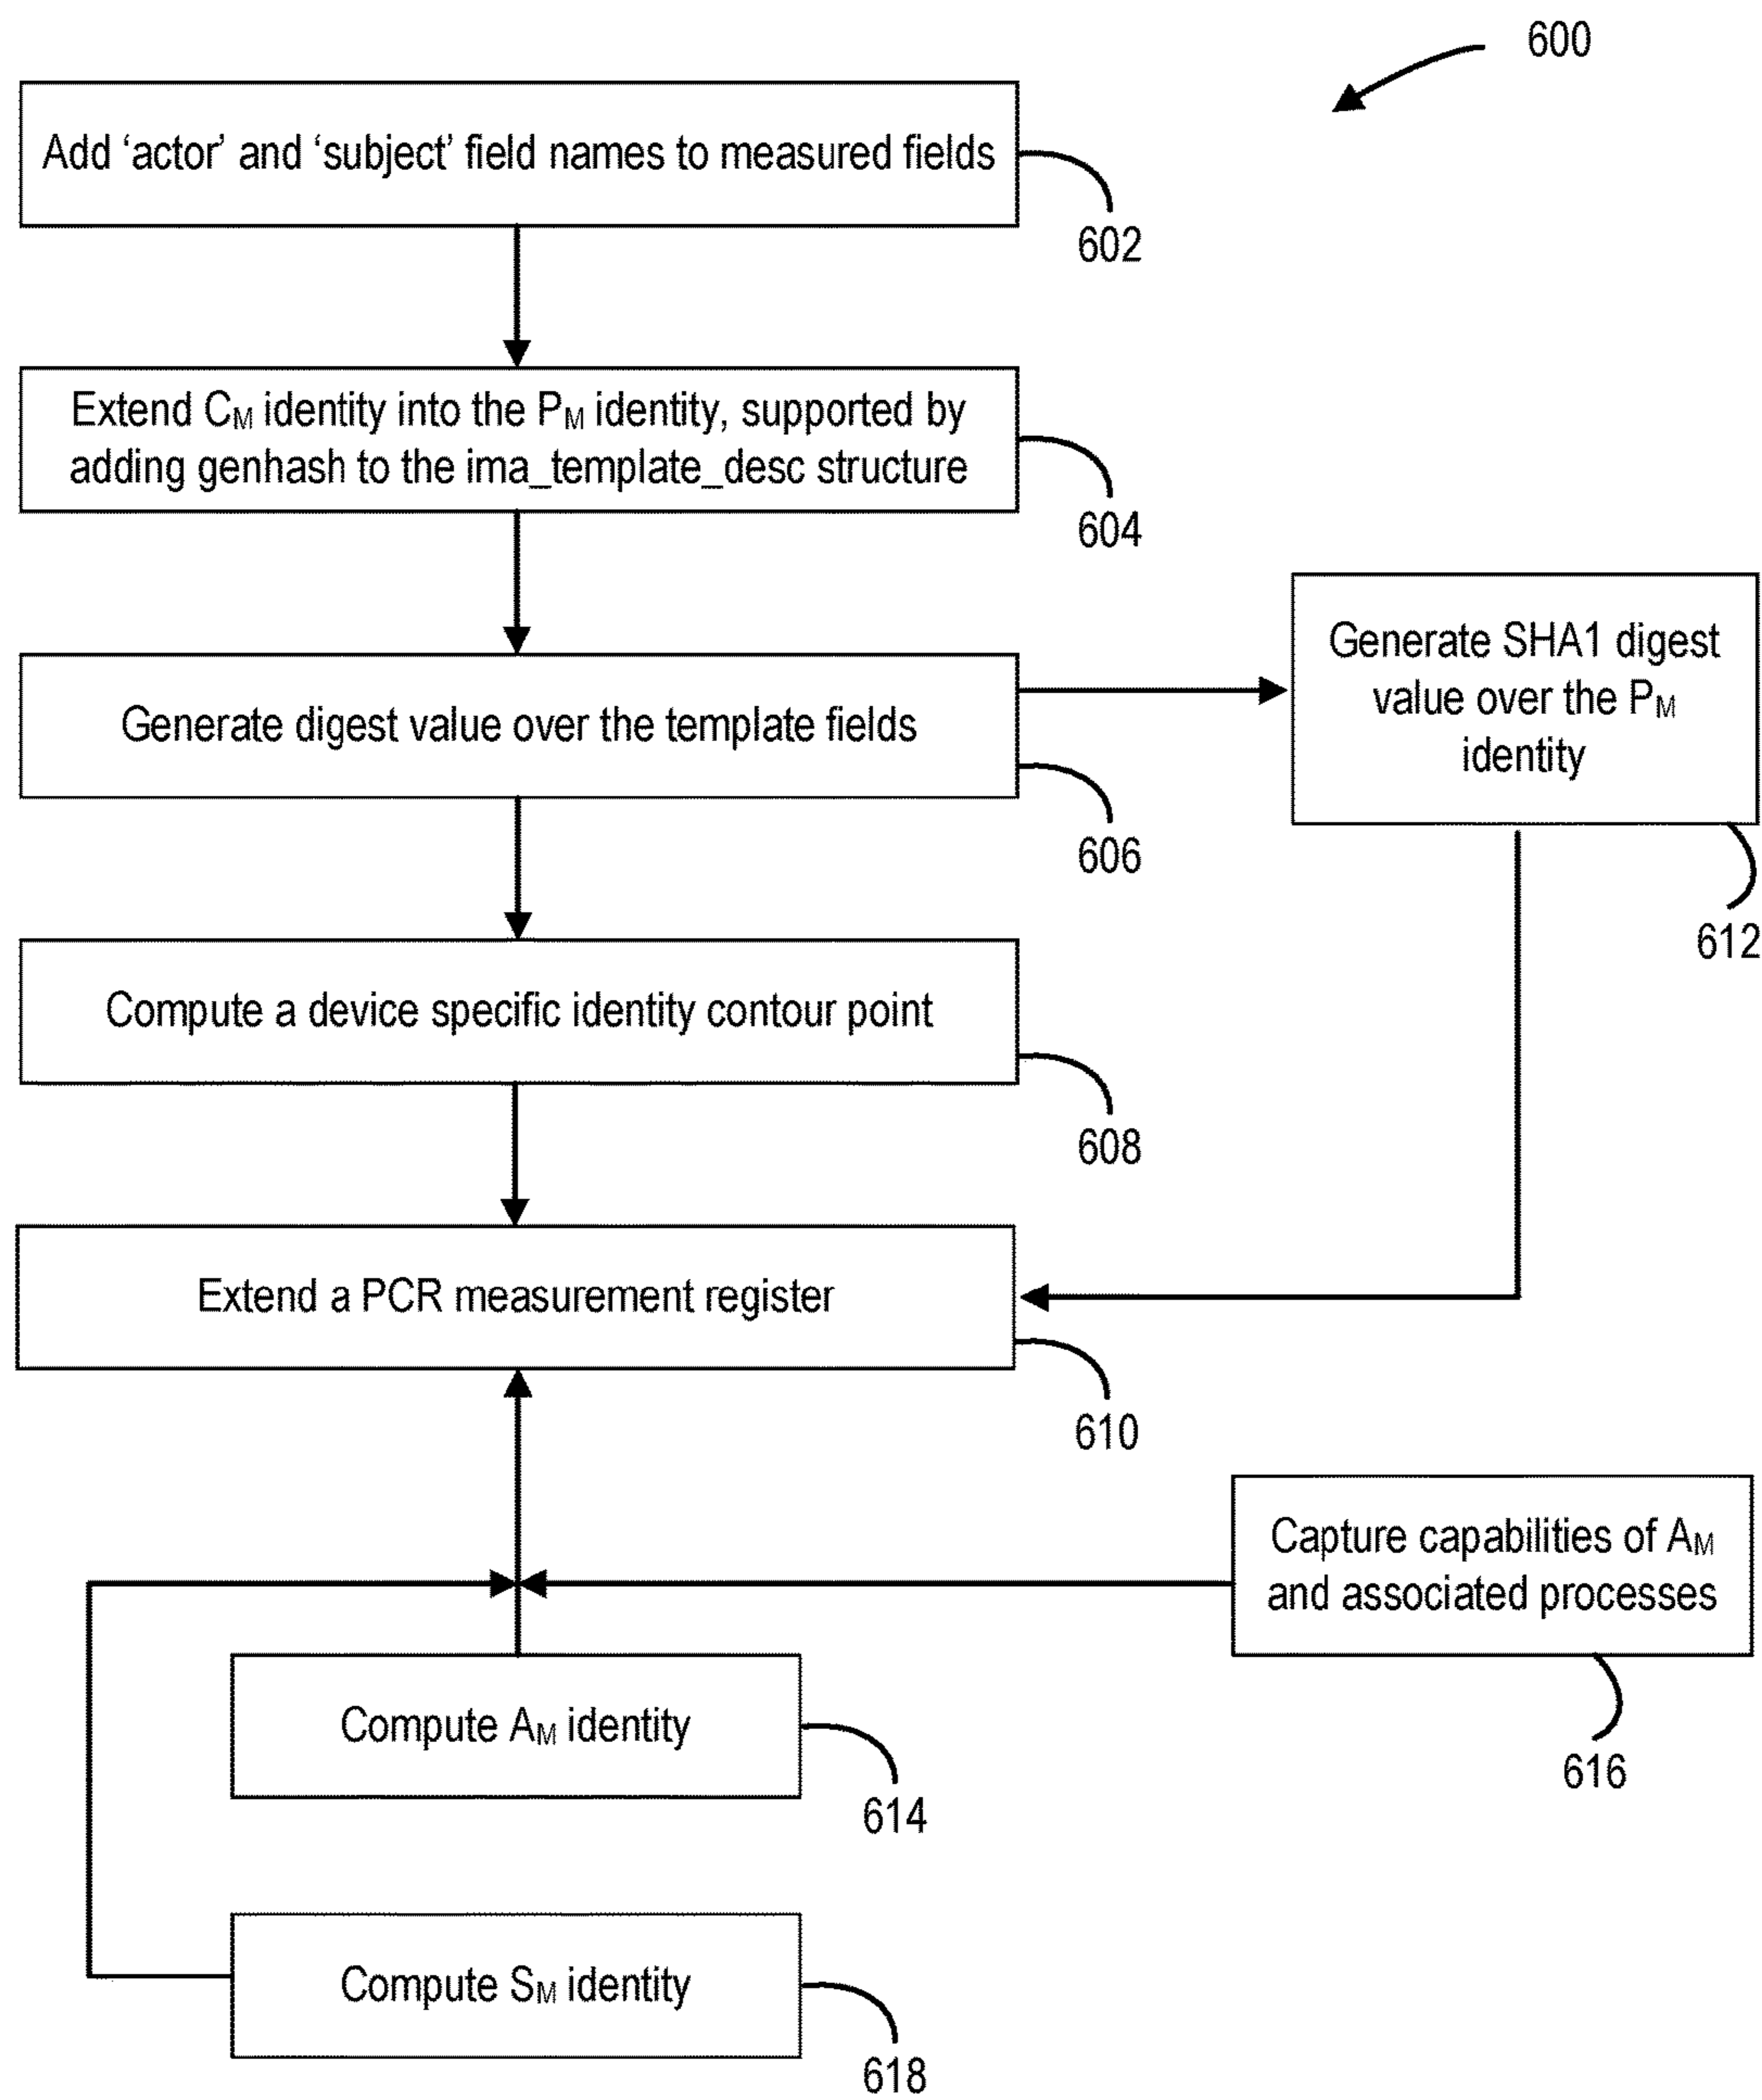 600
Add ‘actor’ and ‘subject’ field names to measured fields
602
Extend CM identity into the PM identity, supported by
adding genhash to the ima_template_desc structure
604
Generate digest value over the template fields
606
Generate SHA1 digest
value over the PM
identity
612
Compute a device specific identity contour point
608
Extend a PCR measurement register
610
Capture capabilities of AM
and associated processes
616
Compute AM identity
614
Compute SM identity
618